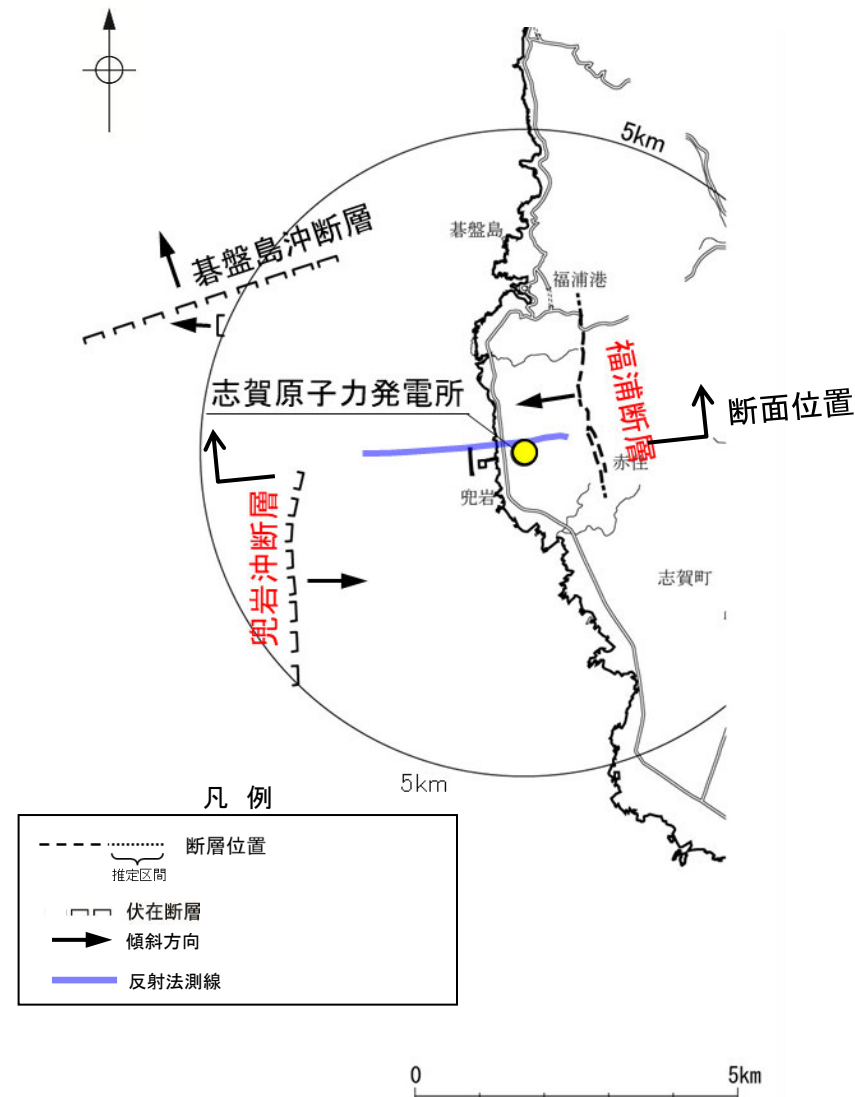 5km
碁盤島沖断層
碁盤島
福浦港
福浦断層
志賀原子力発電所
断面位置
赤住
兜岩
兜岩沖断層
志賀町
5km
凡 例
断層位置
推定区間
伏在断層
傾斜方向
反射法測線
0
5km